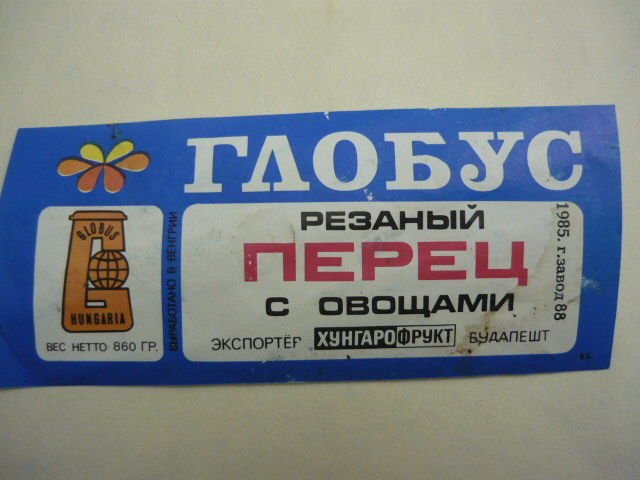 ГЛОБУС
GLOBUS
HUNGARIA
ВЕС НЕТТО 860 ГР.
ВЫРАБОТАНО В ВЕНГРИИ
РЕЗАНЫЙ
ПЕРЕЦ
С ОВОЩАМИ
ЭКСПОРТЁР ХУНГАРОФРУКТ БУДАПЕШТ
1985. г. завод 88